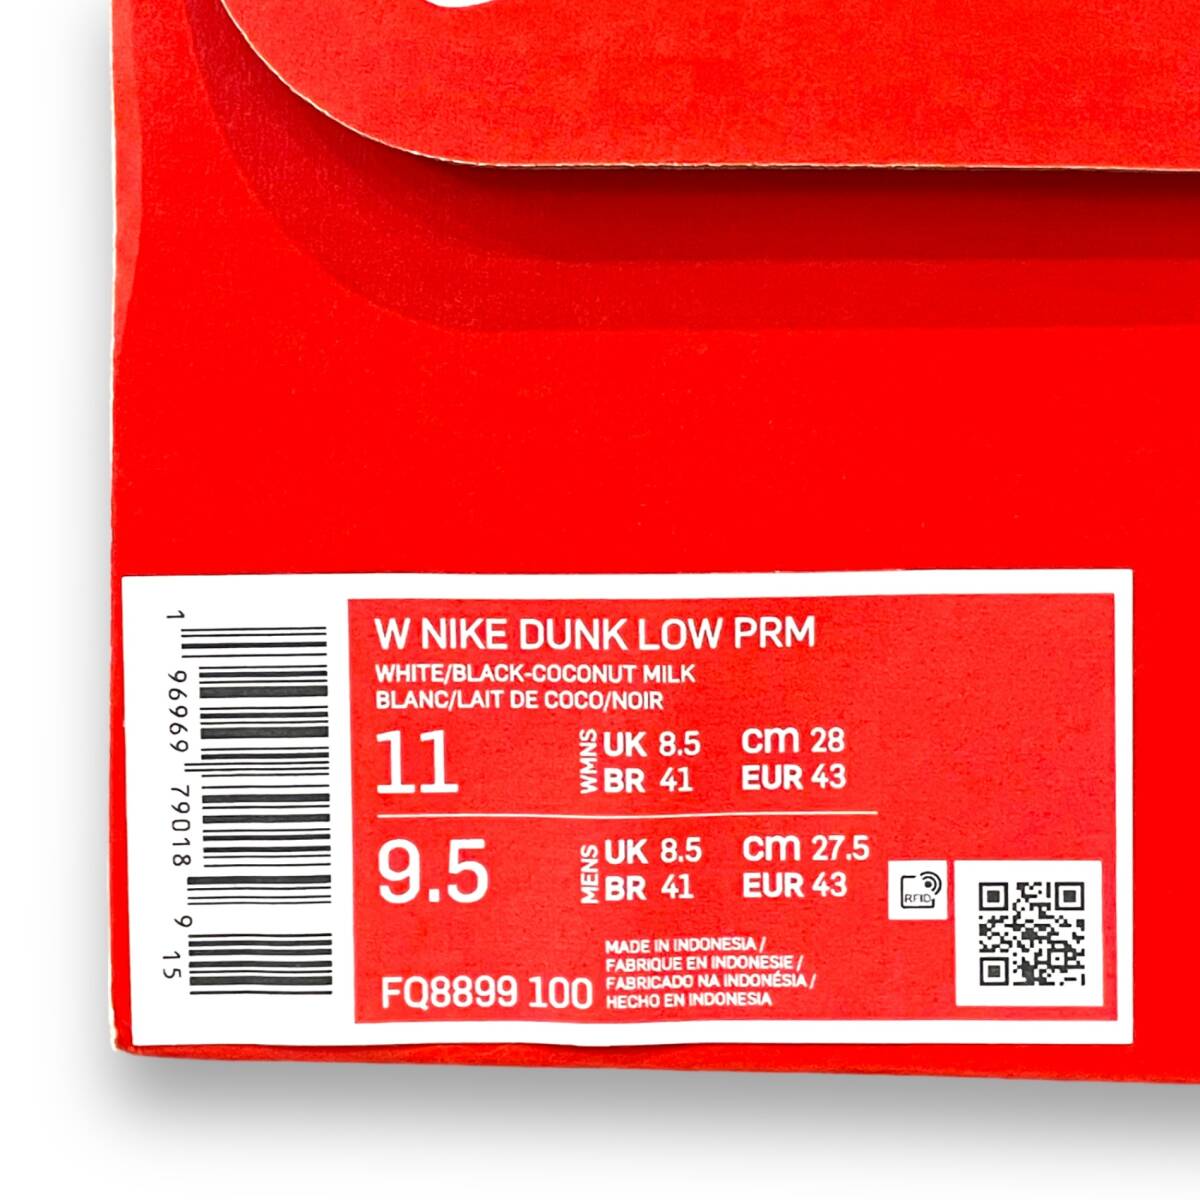 W NIKE DUNK LOW PRM
WHITE/BLACK-COCONUT MILK
BLANC/LAIT DE COCO/NOIR
11 WMNS UK 8.5 cm 28
BR 41 EUR 43
9.5 MENS UK 8.5 cm 27.5
BR 41 EUR 43
RFID
MADE IN INDONESIA /
FABRIQUE EN INDONESIE /
FABRICADO NA INDONÉSIA /
HECHO EN INDONESIA
FQ8899 100
1 96969 79018 9 15